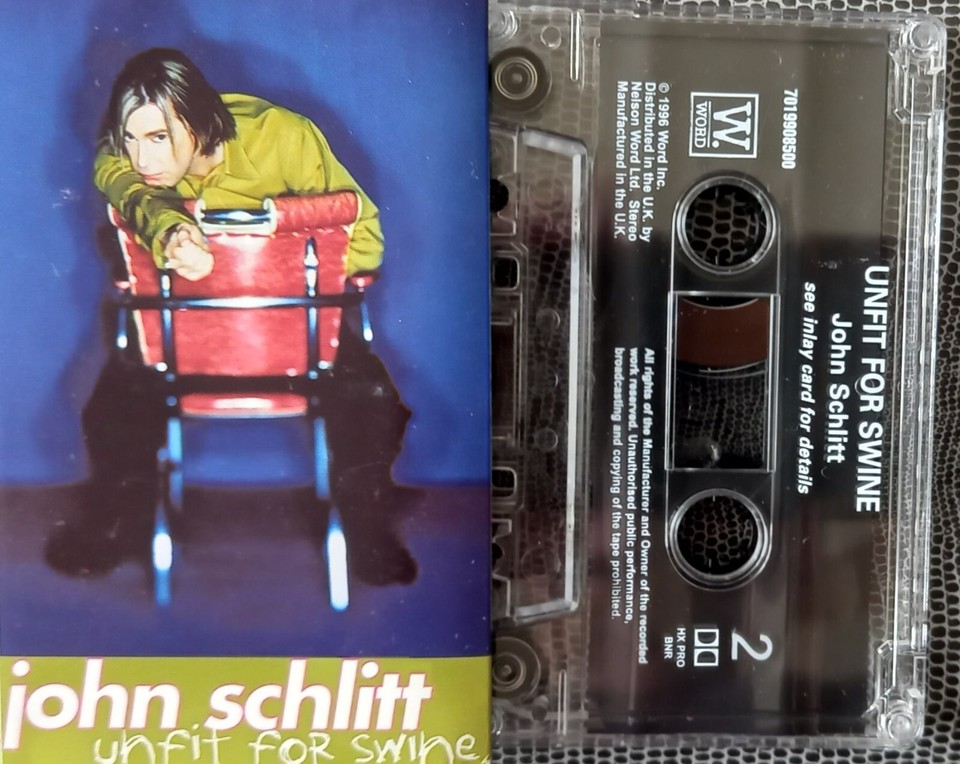 john schlitt
unfit for swine
UNFIT FOR SWINE
John Schlitt
see inlay card for details
7019908500
W.
WORD
© 1996 Word Inc.
Distributed in the U.K. by
Nelson Word Ltd. Stereo
Manufactured in the U.K.
2
HX PRO
BNR
All rights of the Manufacturer and Owner of the recorded
work reserved. Unauthorised public performance,
broadcasting and copying of the tape prohibited.